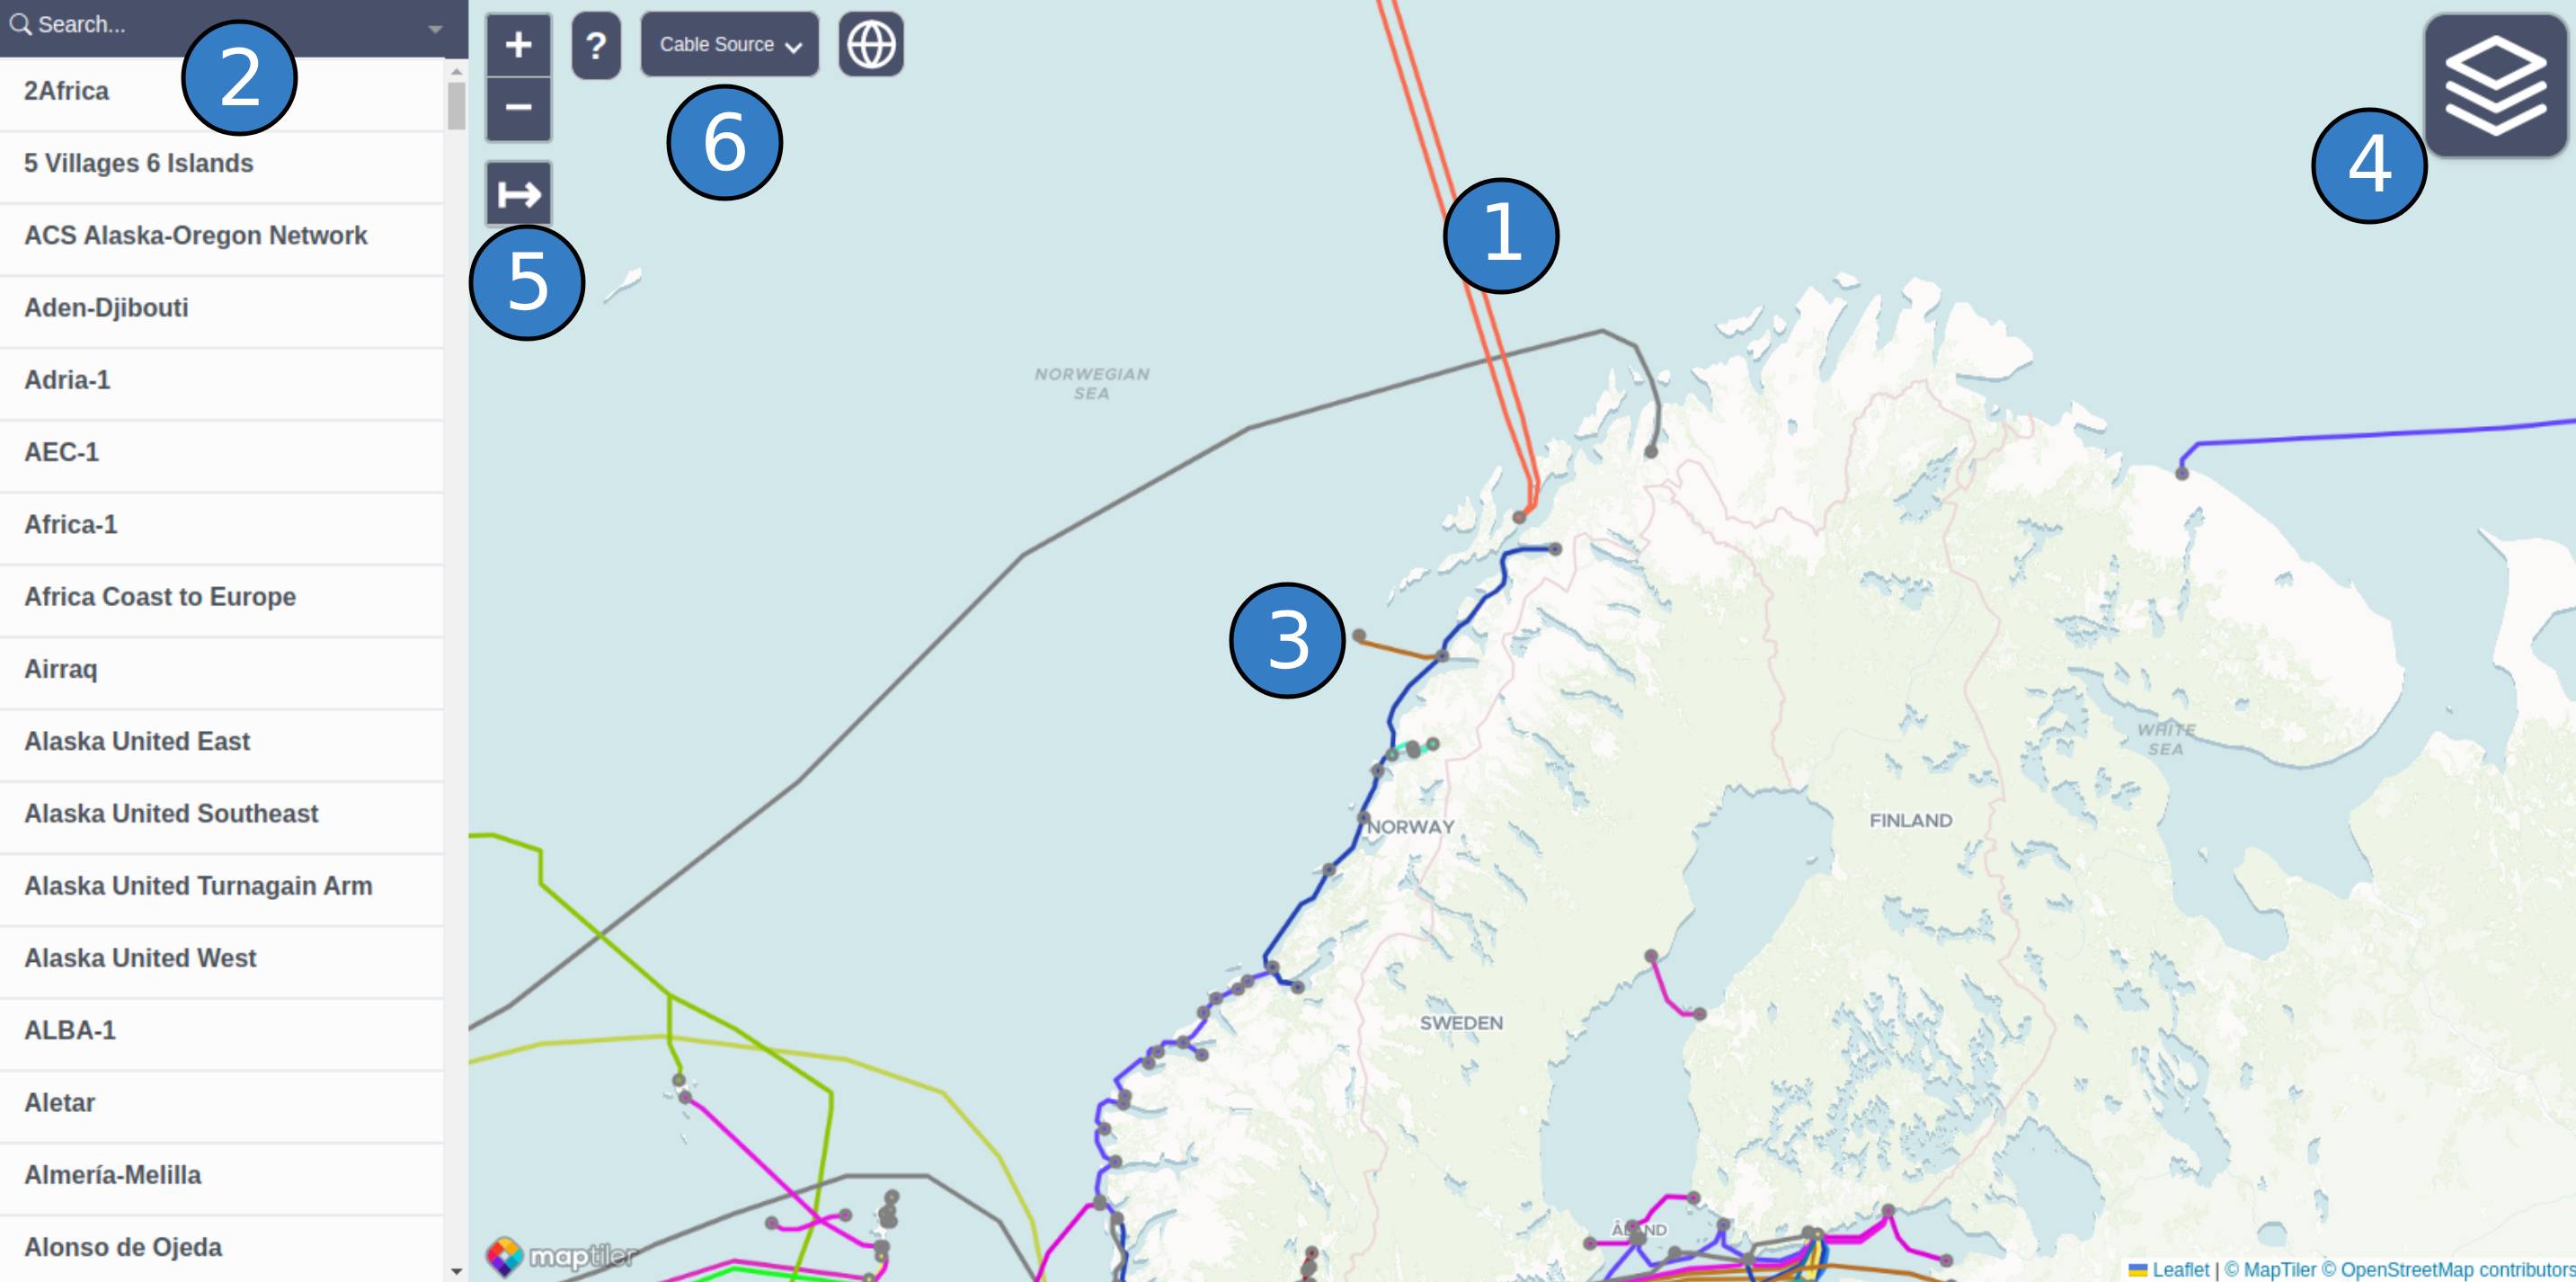 Search...
2
2Africa
5 Villages 6 Islands
ACS Alaska-Oregon Network
Aden-Djibouti
Adria-1
AEC-1
Africa-1
Africa Coast to Europe
Airraq
Alaska United East
Alaska United Southeast
Alaska United Turnagain Arm
Alaska United West
ALBA-1
Aletar
Almería-Melilla
Alonso de Ojeda
+
−
?
Cable Source
6
5
1
4
3
NORWEGIAN
SEA
WHITE
SEA
NORWAY
FINLAND
SWEDEN
ÅLAND
maptiler
Leaflet | © MapTiler © OpenStreetMap contributors